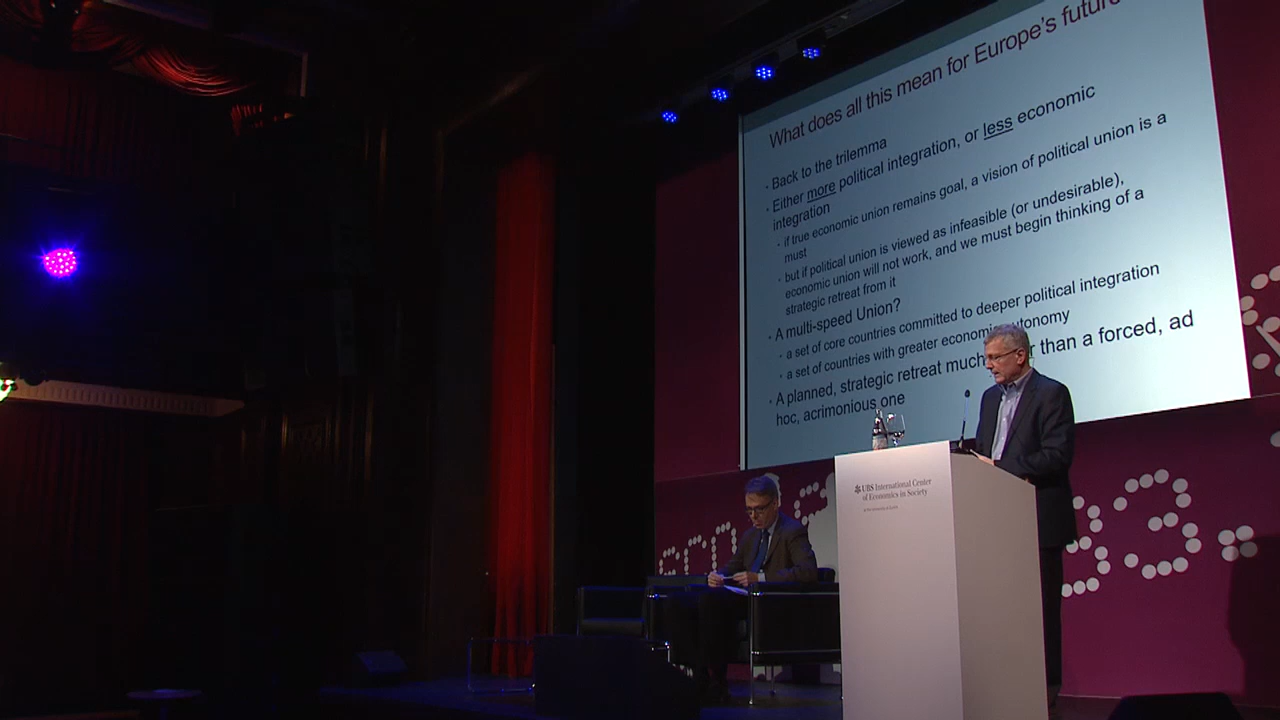 What does all this mean for Europe's future
• Back to the trilemma
• Either more political integration, or less economic
integration
• if true economic union remains goal, a vision of political union is a
must
• but if political union is viewed as infeasible (or undesirable),
economic union will not work, and we must begin thinking of a
strategic retreat from it
• A multi-speed Union?
• a set of core countries committed to deeper political integration
• a set of countries with greater economic autonomy
• A planned, strategic retreat much than a forced, ad
hoc, acrimonious one
UBS International Center
of Economics in Society